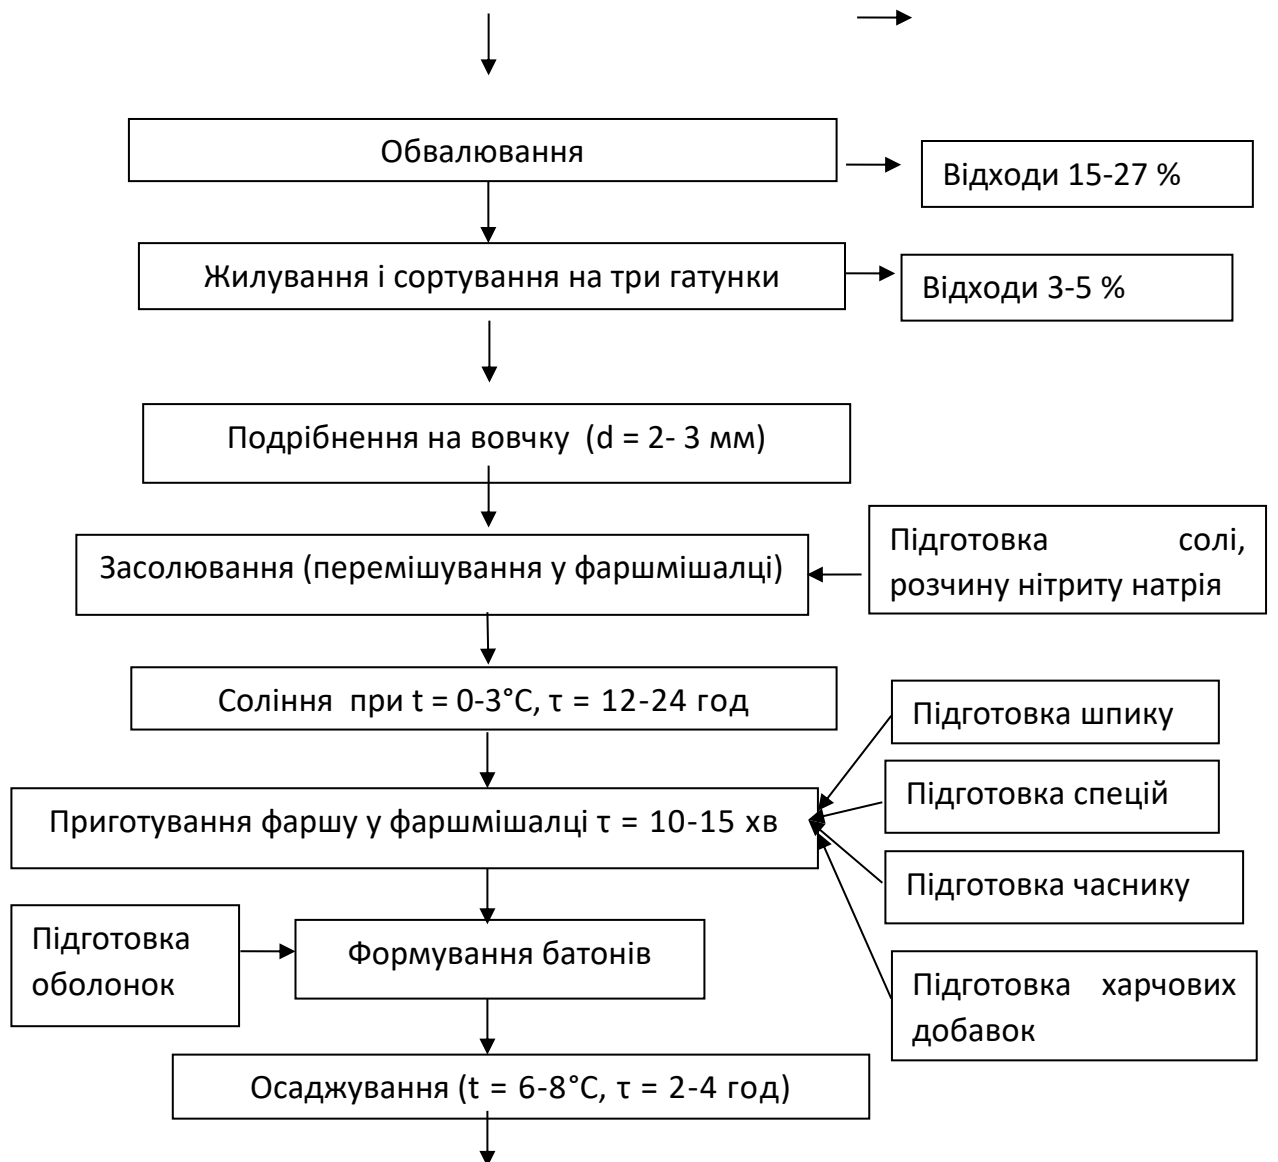 Обвалювання
Відходи 15-27 %
Жилування і сортування на три гатунки
Відходи 3-5 %
Подрібнення на вовчку (d = 2- 3 мм)
Засолювання (перемішування у фаршмішалці)
Підготовка солі,
розчину нітриту натрія
Соління при t = 0-3°С, τ = 12-24 год
Підготовка шпику
Підготовка спецій
Приготування фаршу у фаршмішалці τ = 10-15 хв
Підготовка часнику
Підготовка
оболонок
Формування батонів
Підготовка харчових
добавок
Осаджування (t = 6-8°С, τ = 2-4 год)